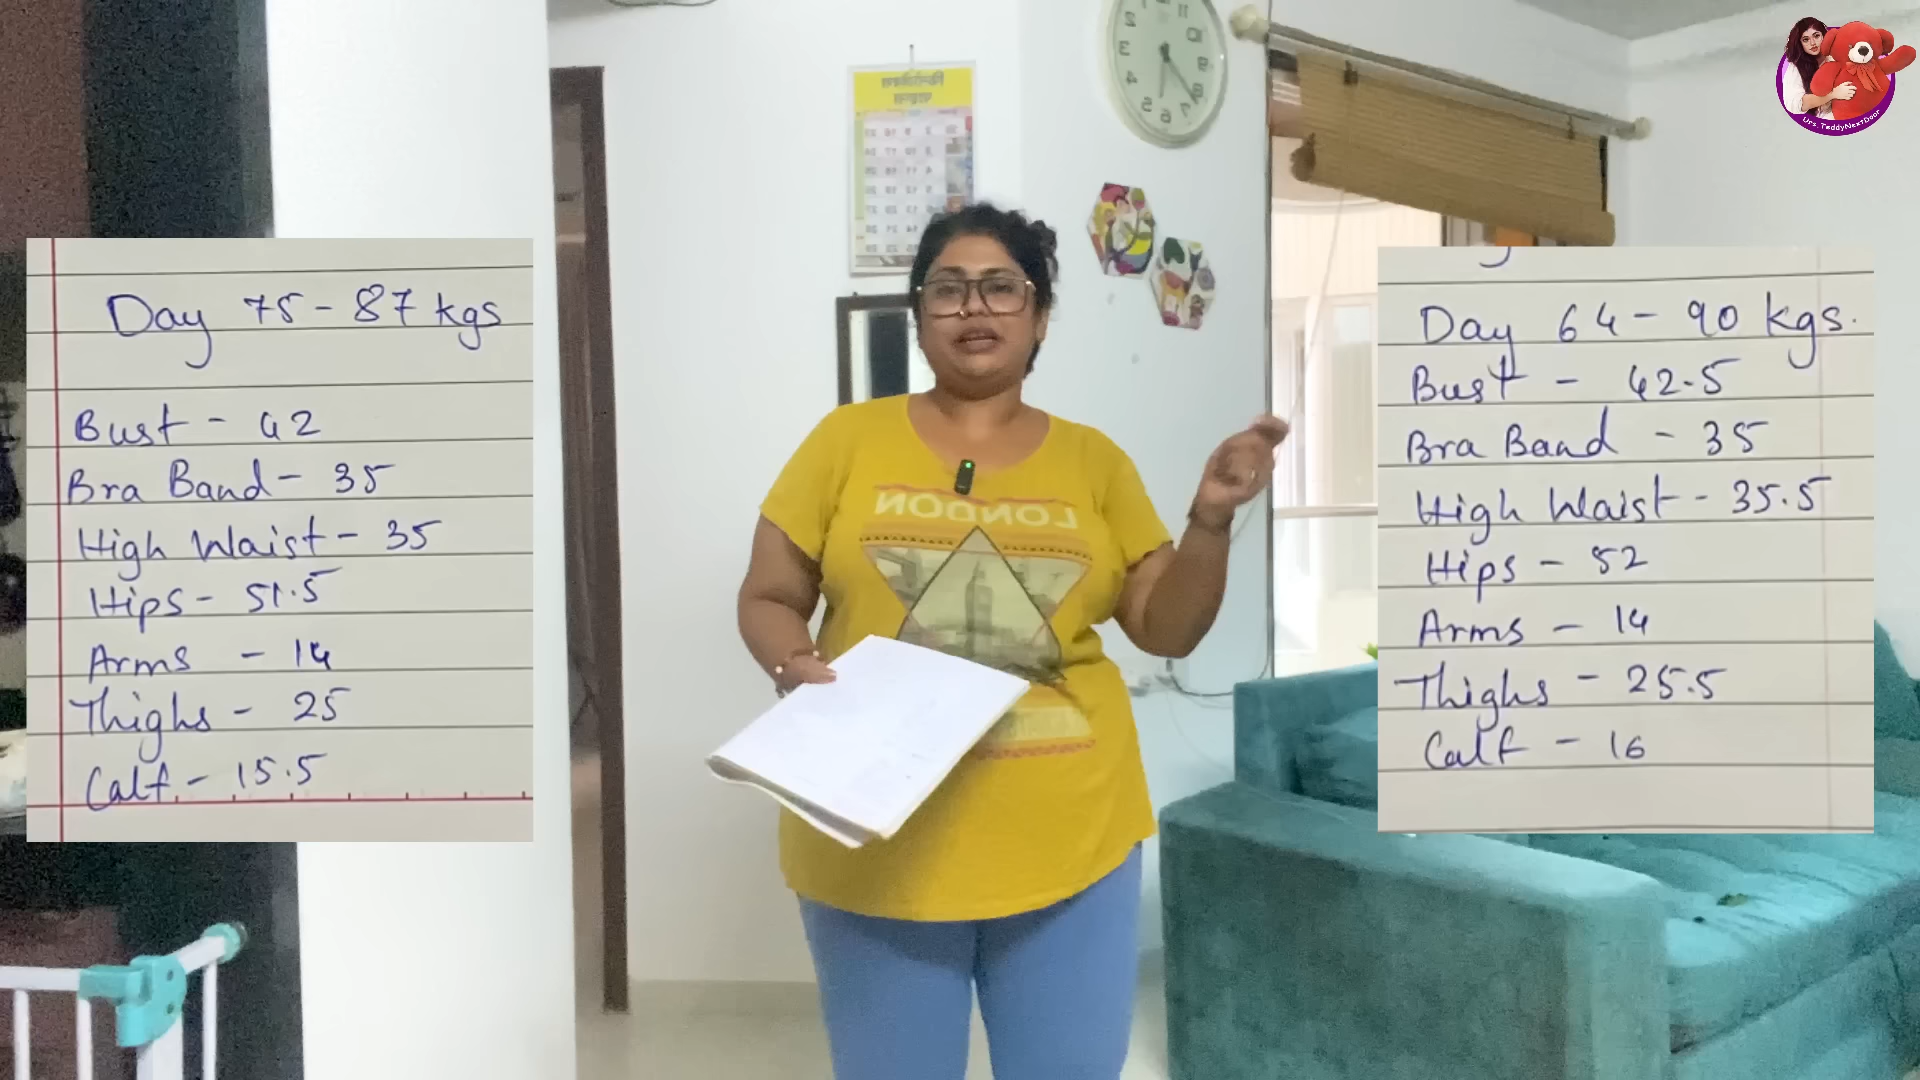 Day 75 - 87 kgs
Bust - 42
Bra Band - 35
High Waist - 35
Hips - 51.5
Arms - 14
Thighs - 25
Calf - 15.5
Day 64 - 90 kgs.
Bust - 42.5
Bra Band - 35
High Waist - 35.5
Hips - 52
Arms - 14
Thighs - 25.5
Calf - 16
LONDON
Urs. TeddyNextDoor